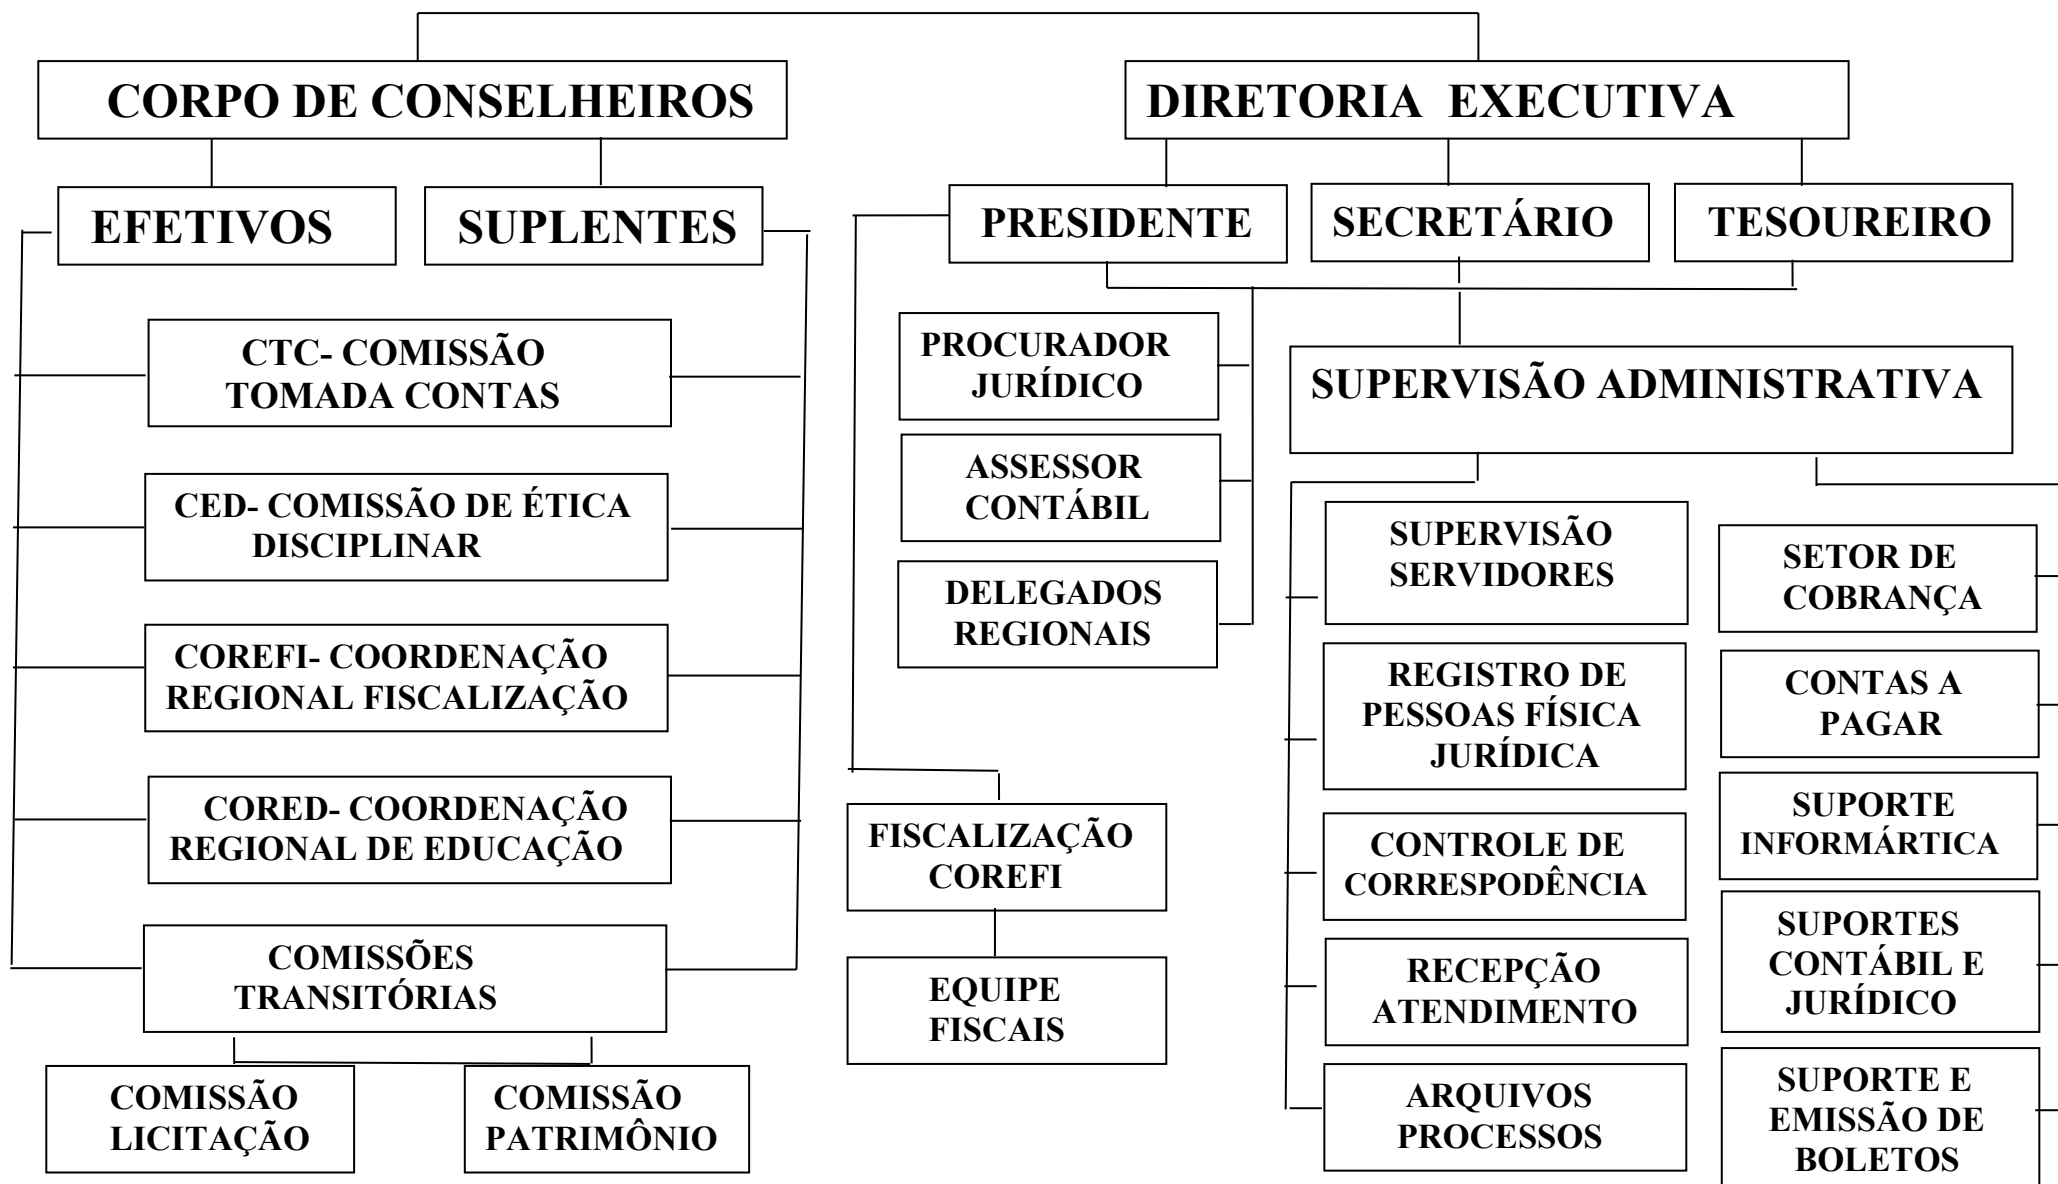 CORPO DE CONSELHEIROS
DIRETORIA EXECUTIVA
EFETIVOS
SUPLENTES
PRESIDENTE
SECRETÁRIO
TESOUREIRO
CTC- COMISSÃO
TOMADA CONTAS
CED- COMISSÃO DE ÉTICA
DISCIPLINAR
COREFI- COORDENAÇÃO
REGIONAL FISCALIZAÇÃO
CORED- COORDENAÇÃO
REGIONAL DE EDUCAÇÃO
COMISSÕES
TRANSITÓRIAS
COMISSÃO
LICITAÇÃO
COMISSÃO
PATRIMÔNIO
PROCURADOR
JURÍDICO
ASSESSOR
CONTÁBIL
DELEGADOS
REGIONAIS
FISCALIZAÇÃO
COREFI
EQUIPE
FISCAIS
SUPERVISÃO ADMINISTRATIVA
SUPERVISÃO
SERVIDORES
REGISTRO DE
PESSOAS FÍSICA
JURÍDICA
CONTROLE DE
CORRESPODÊNCIA
RECEPÇÃO
ATENDIMENTO
ARQUIVOS
PROCESSOS
SETOR DE
COBRANÇA
CONTAS A
PAGAR
SUPORTE
INFORMÁRTICA
SUPORTES
CONTÁBIL E
JURÍDICO
SUPORTE E
EMISSÃO DE
BOLETOS